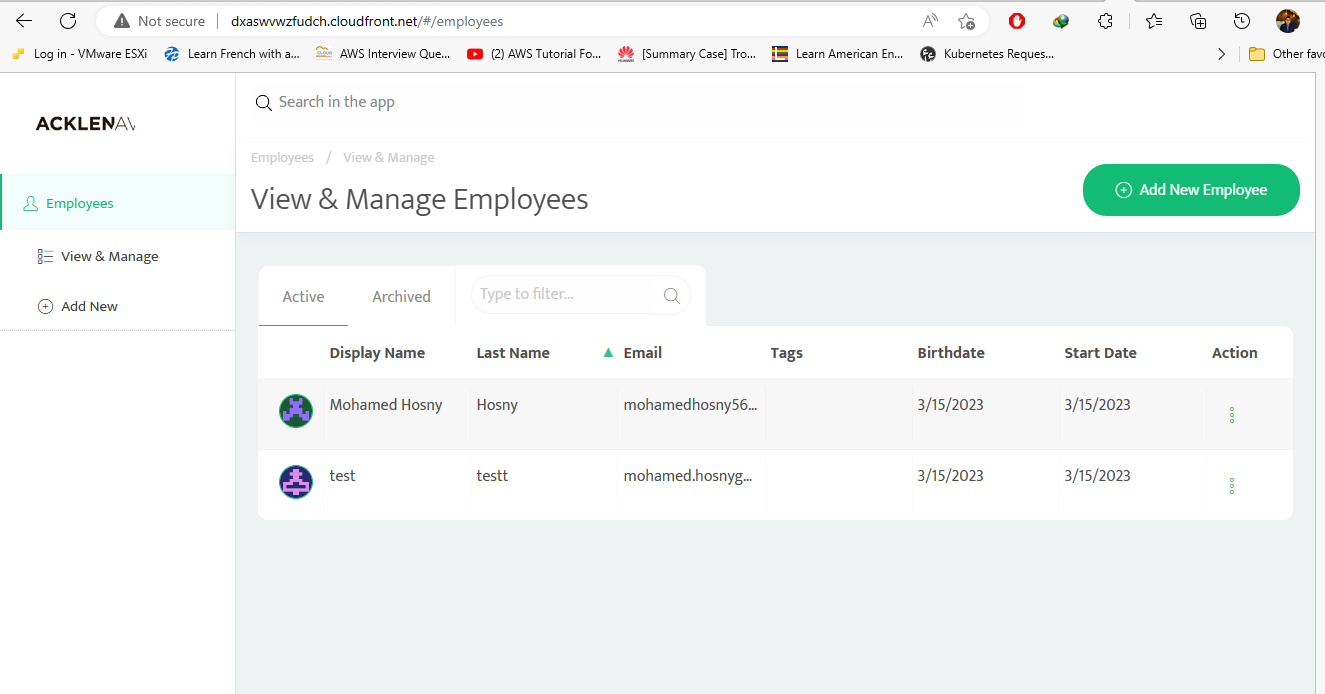 Not secure dxaswvwzfudch.cloudfront.net/#/employees
Log in - VMware ESXi Learn French with a... AWS Interview Que... (2) AWS Tutorial Fo... [Summary Case] Tro... Learn American En... Kubernetes Reques... Other favo
ACKLENAV
Search in the app
Employees / View & Manage
View & Manage Employees
Add New Employee
Employees
View & Manage
Add New
Active Archived Type to filter...
Display Name Last Name Email Tags Birthdate Start Date Action
Mohamed Hosny Hosny mohamedhosny56... 3/15/2023 3/15/2023
test testt mohamed.hosnyg... 3/15/2023 3/15/2023